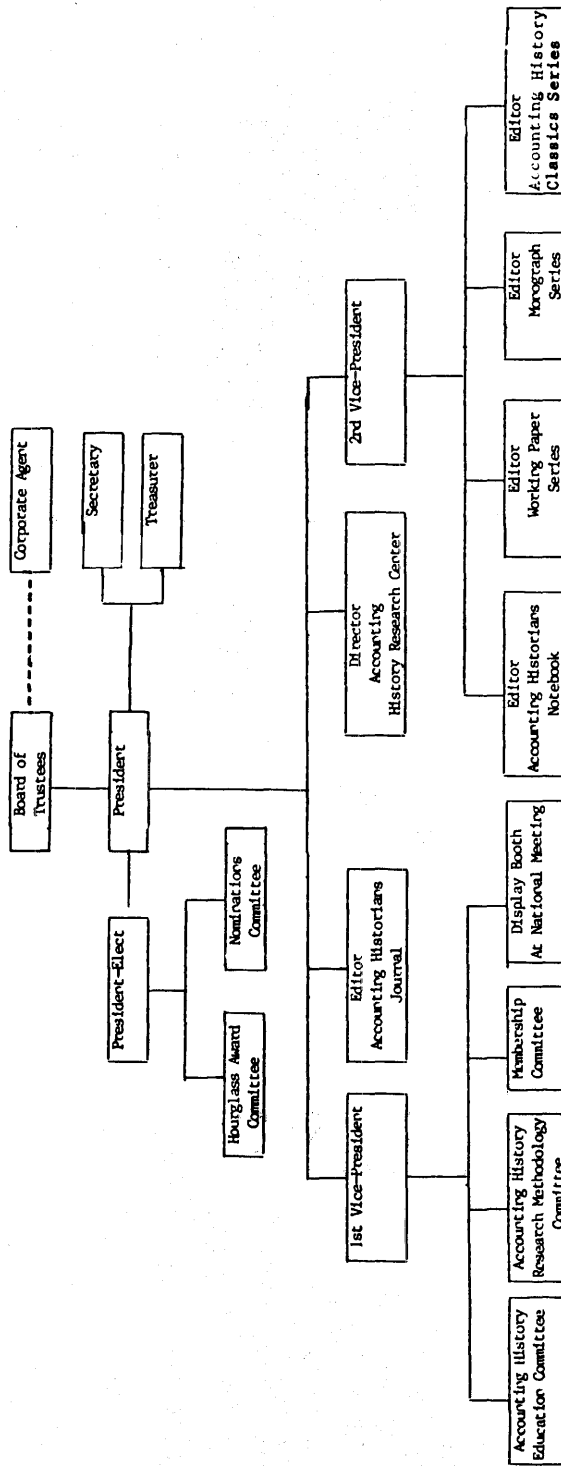 Board of
Trustees
Corporate Agent
President-Elect
President
Secretary
Treasurer
Hourglass Award
Committee
Nominations
Committee
1st Vice-President
Editor
Accounting Historians
Journal
Director
Accounting
History Research Center
2nd Vice-President
Accounting History
Education Committee
Accounting History
Research Methodology
Committee
Membership
Committee
Display Booth
At National Meeting
Editor
Accounting Historians
Notebook
Editor
Working Paper
Series
Editor
Monograph
Series
Editor
Accounting History
Classics Series